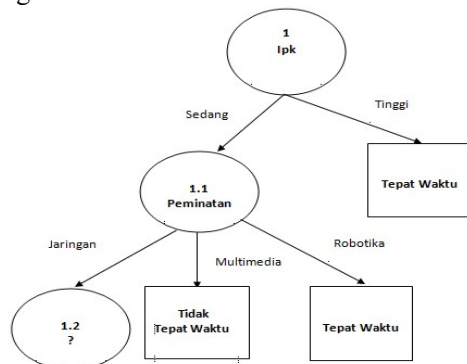 1
Ipk
Sedang
Tinggi
1.1
Peminatan
Tepat Waktu
Jaringan
Multimedia
Robotika
1.2
?
Tidak
Tepat Waktu
Tepat Waktu